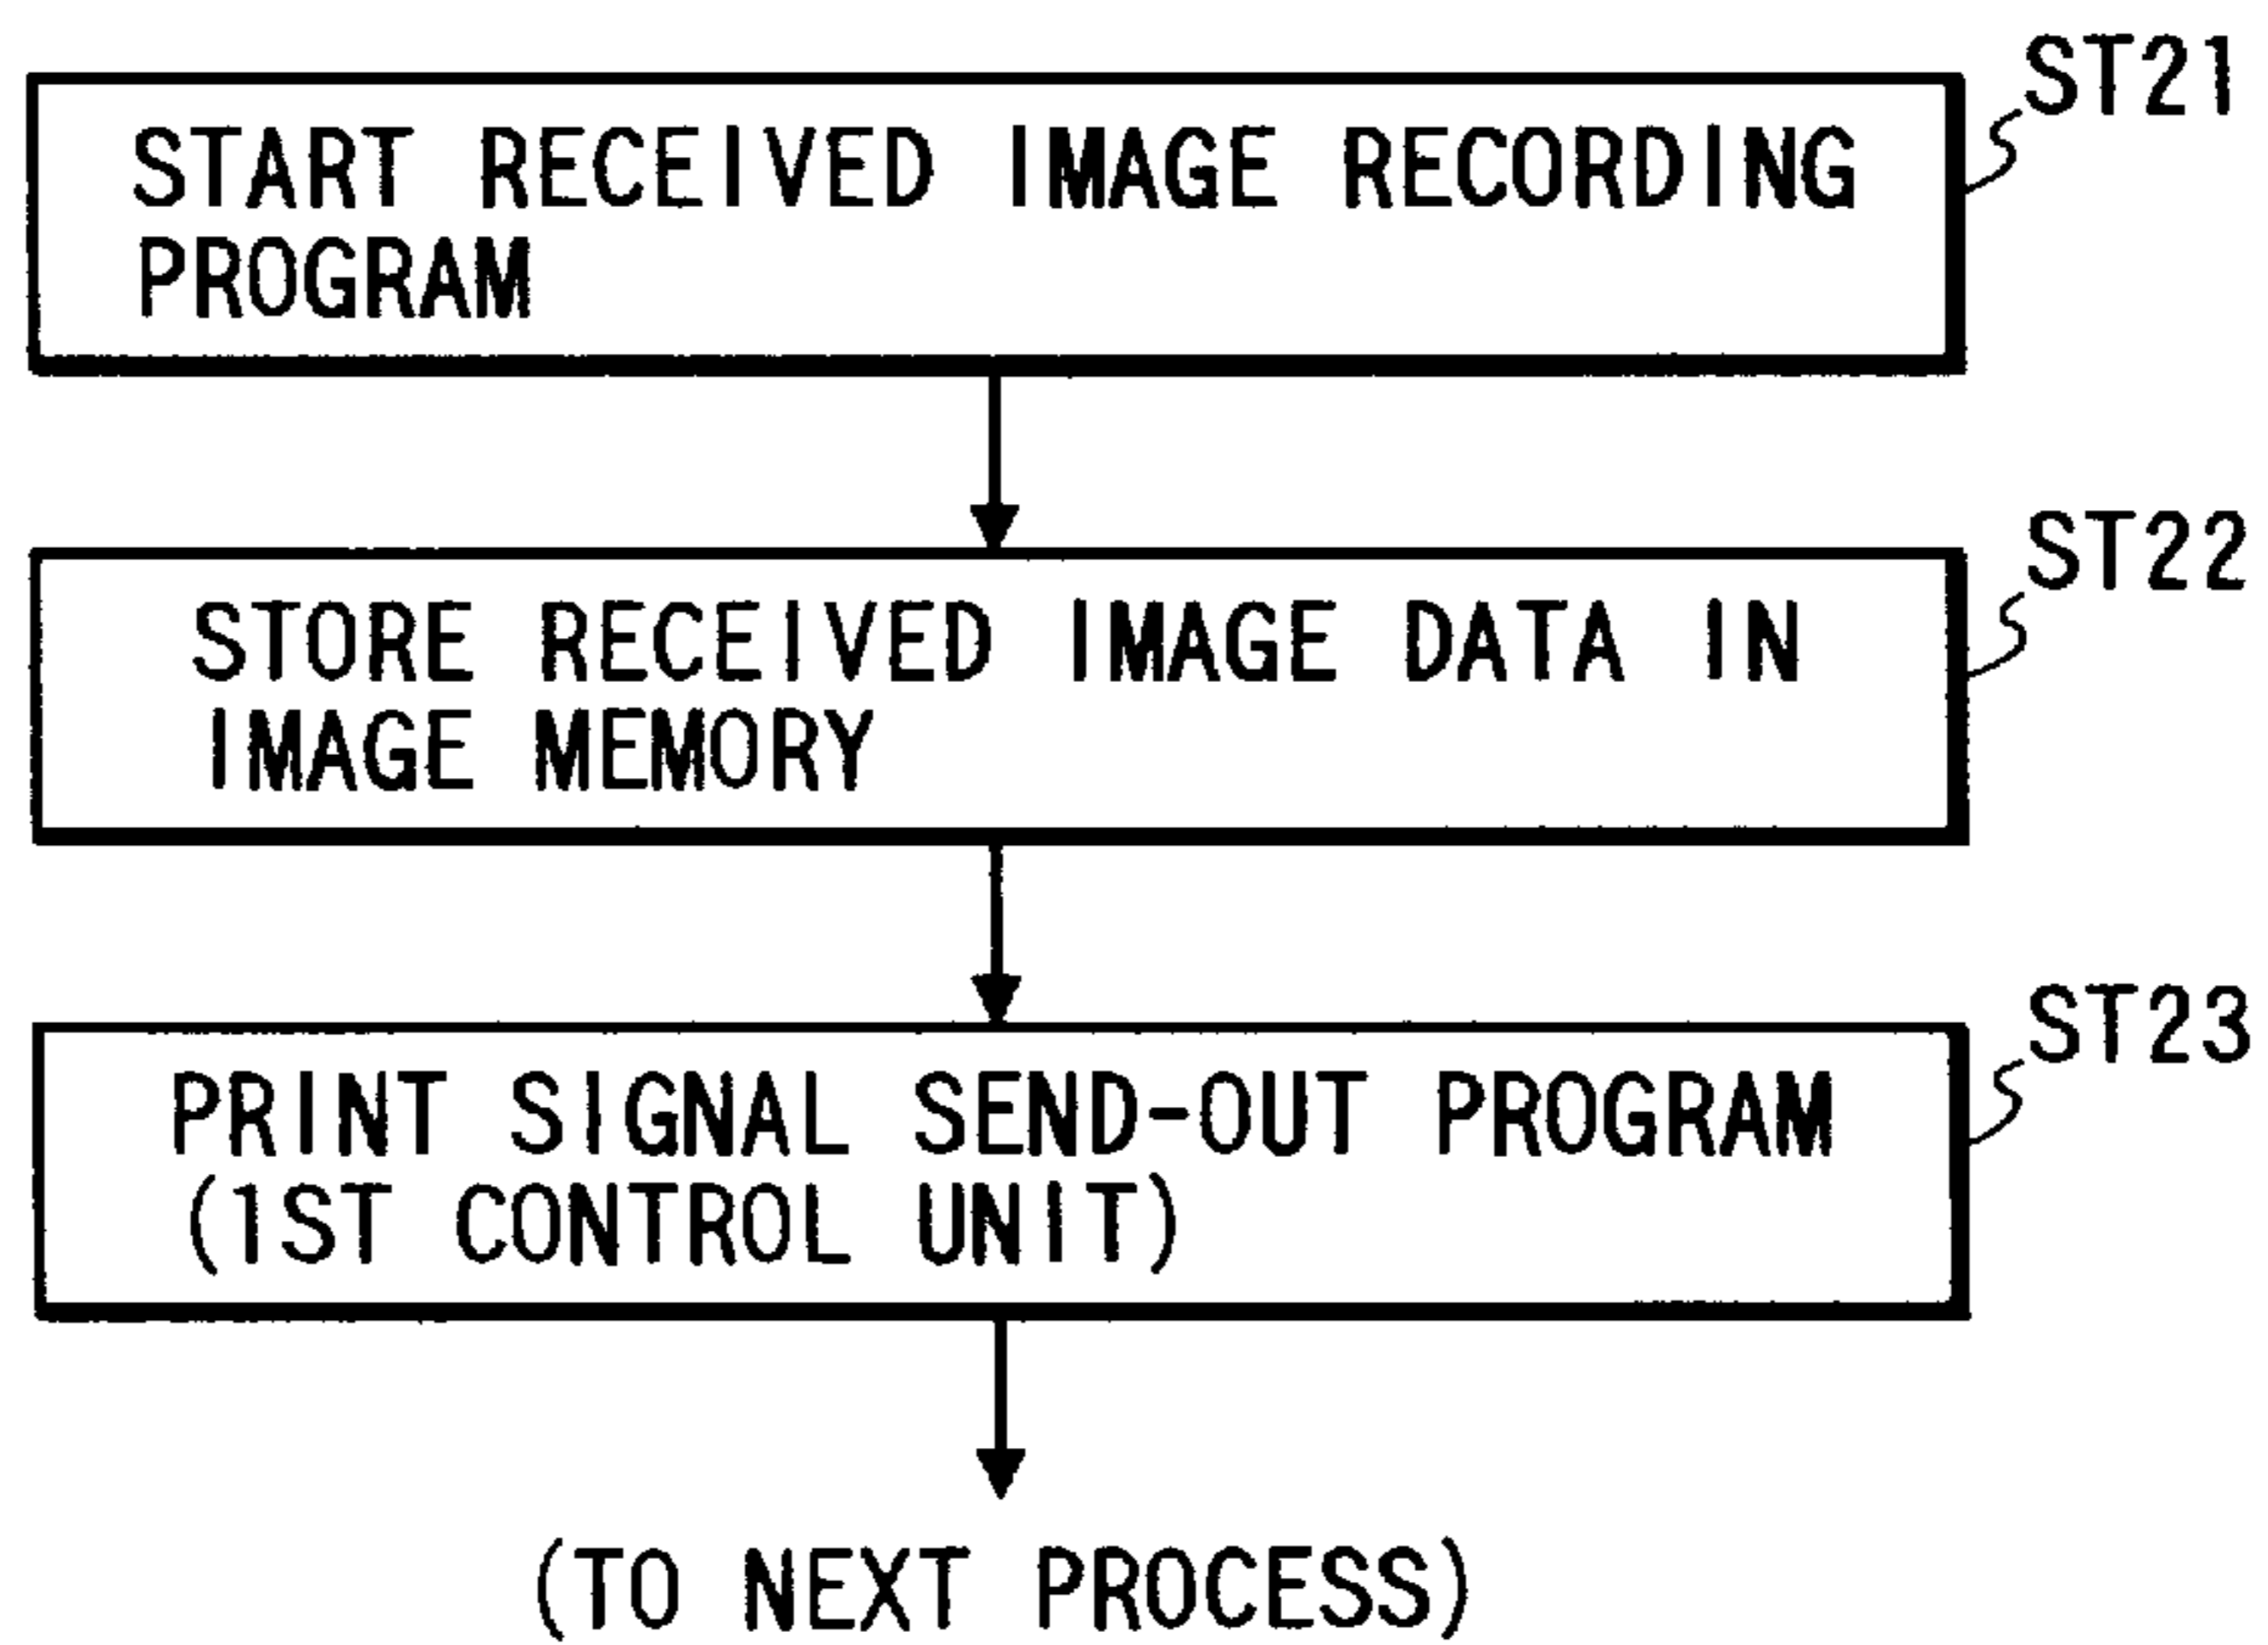 ST21
START RECEIVED IMAGE RECORDING
PROGRAM
ST22
STORE RECEIVED IMAGE DATA IN
IMAGE MEMORY
ST23
PRINT SIGNAL SEND-OUT PROGRAM
(1ST CONTROL UNIT)
(TO NEXT PROCESS)